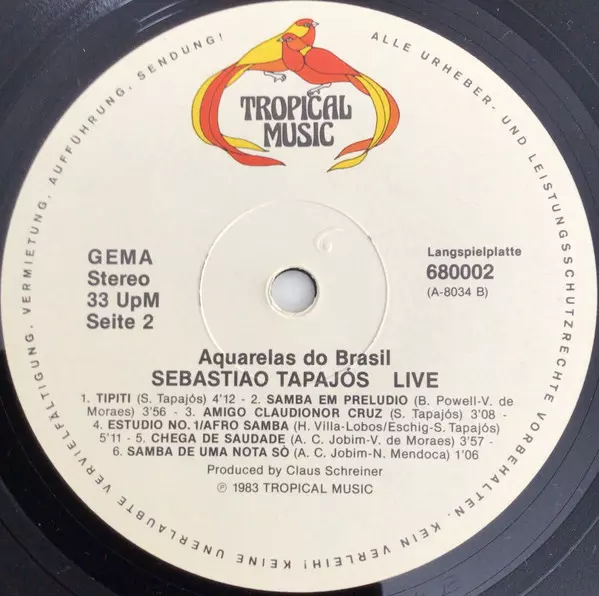 ALLE URHEBER- UND LEISTUNGSSCHUTZRECHTE VORBEHALTEN. KEIN VERLEIH! KEINE UNERLAUBTE VERVIELFÄLTIGUNG, VERMIETUNG, AUFFÜHRUNG, SENDUNG!
TROPICAL
MUSIC
GEMA
Stereo
33 UpM
Seite 2
Langspielplatte
680002
(A-8034 B)
Aquarelas do Brasil
SEBASTIAO TAPAJÓS LIVE
1. TIPITI (S. Tapajós) 4'12 - 2. SAMBA EM PRELUDIO (B. Powell-V.
de Moraes) 3'56 - 3. AMIGO CLAUDIONOR CRUZ (S. Tapajós) 3'08 -
4. ESTUDIO NO.1/AFRO SAMBA (H. Villa-Lobos/Eschig-S. Tapajós)
5'11 - 5. CHEGA DE SAUDADE (A. C. Jobim-V. de Moraes) 3'57 -
6. SAMBA DE UMA NOTA SÒ (A. C. Jobim-N. Mendoca) 1'06
Produced by Claus Schreiner
Ⓟ 1983 TROPICAL MUSIC